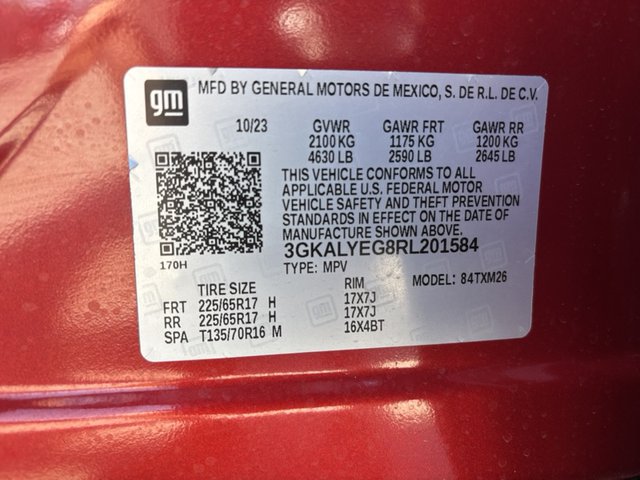 gm MFD BY GENERAL MOTORS DE MEXICO, S. DE R.L. DE C.V.
10/23 GVWR GAWR FRT GAWR RR
2100 KG 1175 KG 1200 KG
4630 LB 2590 LB 2645 LB
THIS VEHICLE CONFORMS TO ALL
APPLICABLE U.S. FEDERAL MOTOR
VEHICLE SAFETY AND THEFT PREVENTION
STANDARDS IN EFFECT ON THE DATE OF
MANUFACTURE SHOWN ABOVE.
3GKALYEG8RL201584
170H TYPE: MPV MODEL: 84TXM26
TIRE SIZE RIM
FRT 225/65R17 H 17X7J
RR 225/65R17 H 17X7J
SPA T135/70R16 M 16X4BT